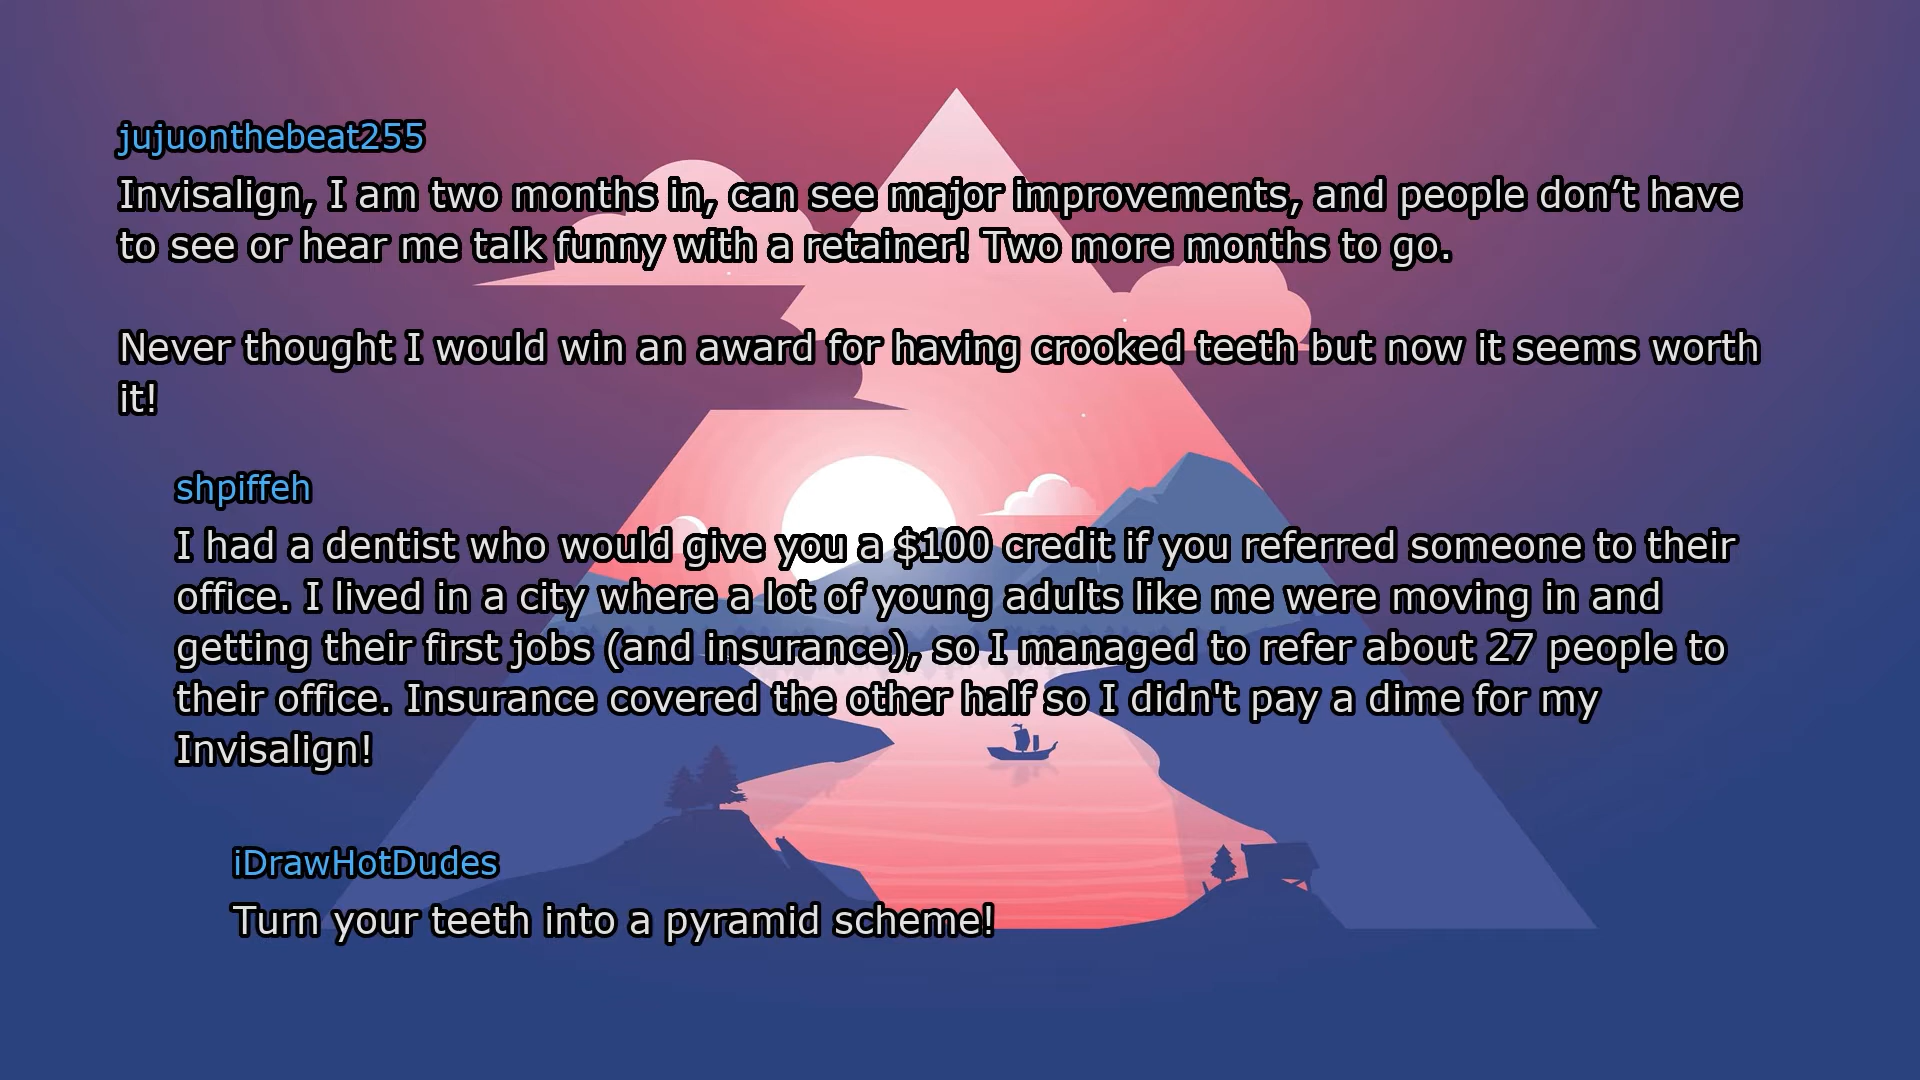 jujuonthebeat255
Invisalign, I am two months in, can see major improvements, and people don’t have
to see or hear me talk funny with a retainer! Two more months to go.
Never thought I would win an award for having crooked teeth but now it seems worth
it!
shpiffeh
I had a dentist who would give you a $100 credit if you referred someone to their
office. I lived in a city where a lot of young adults like me were moving in and
getting their first jobs (and insurance), so I managed to refer about 27 people to
their office. Insurance covered the other half so I didn't pay a dime for my
Invisalign!
iDrawHotDudes
Turn your teeth into a pyramid scheme!